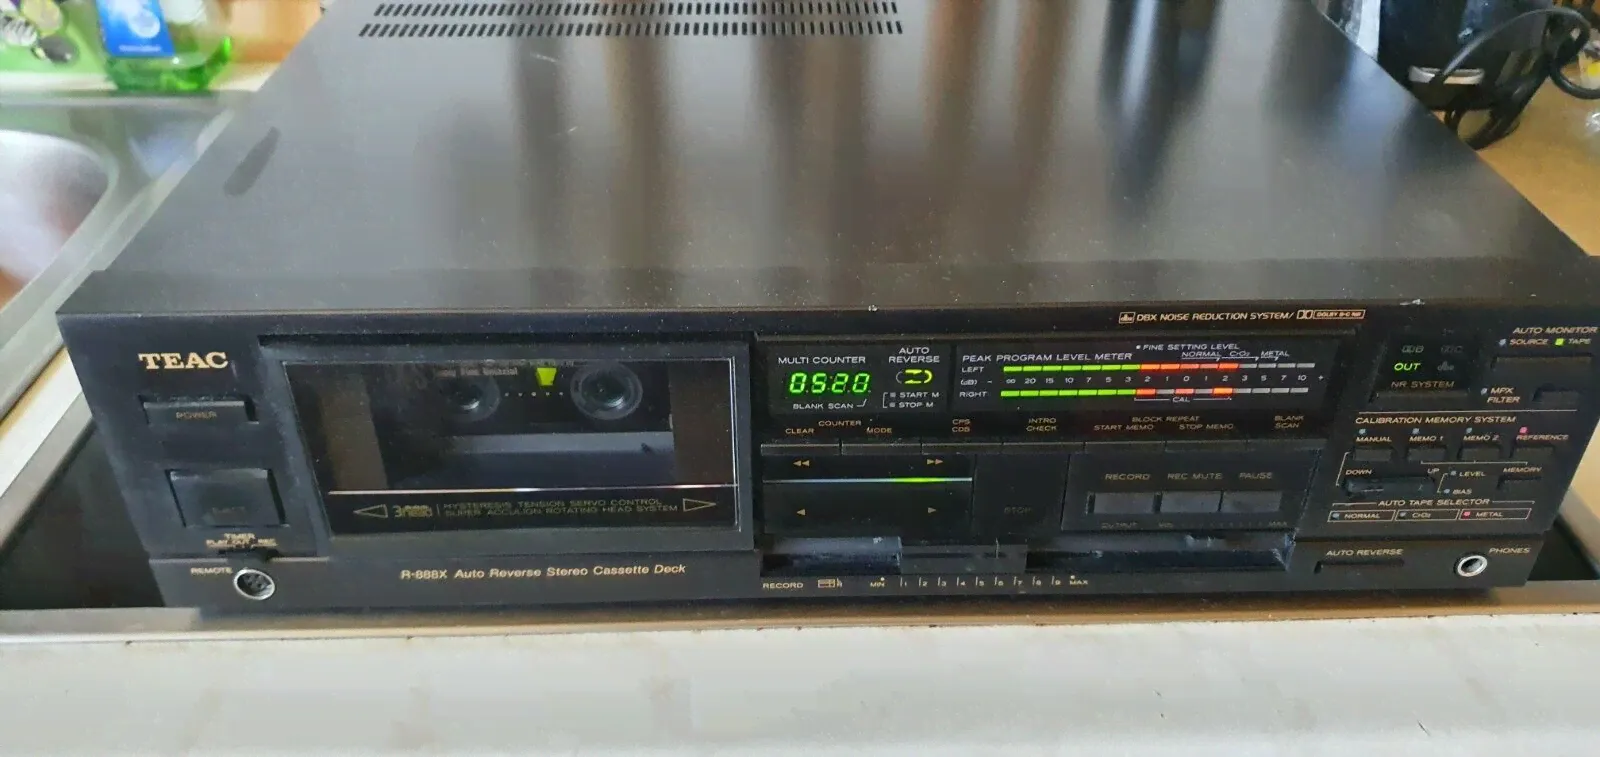 DBX NOISE REDUCTION SYSTEM/ DOLBY B-C NR
TEAC
POWER
EJECT
TIMER
PLAY OUT REC
REMOTE
HYSTERESIS TENSION SERVO CONTROL
SUPER ACCULIGN ROTATING HEAD SYSTEM
R-888X Auto Reverse Stereo Cassette Deck
MULTI COUNTER
AUTO
REVERSE
0520
BLANK SCAN
START M
STOP M
PEAK PROGRAM LEVEL METER
FINE SETTING LEVEL
NORMAL CrO2 METAL
LEFT
(dB) - ∞ 20 15 10 7 5 3 2 1 0 1 2 3 5 7 10 +
RIGHT
CAL
COUNTER
CLEAR MODE
CPS
CDS
INTRO
CHECK
BLOCK REPEAT
START MEMO STOP MEMO
BLANK
SCAN
STOP
RECORD REC MUTE PAUSE
OUTPUT MIN MAX
RECORD MIN 1 2 3 4 5 6 7 8 9 MAX
AUTO MONITOR
SOURCE TAPE
OUT dbx
NR SYSTEM
MPX
FILTER
CALIBRATION MEMORY SYSTEM
MANUAL MEMO 1 MEMO 2 REFERENCE
DOWN UP LEVEL MEMORY
BIAS
AUTO TAPE SELECTOR
NORMAL CrO2 METAL
AUTO REVERSE
PHONES